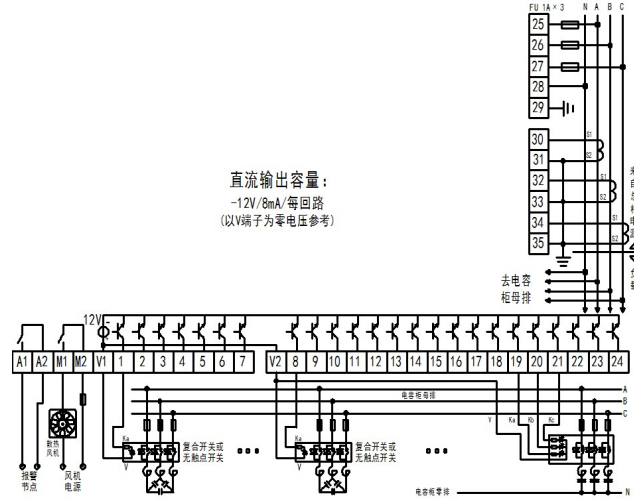 FU 1A×3 N A B C
25
26
27
28
29
30 S1
31 S2
32 S1
33 S2
34 S1
35 S2
直流输出容量：
-12V/8mA/每回路
(以V端子为零电压参考)
去电容
柜母排
12V
A1 A2 M1 M2 V1 1 2 3 4 5 6 7 V2 8 9 10 11 12 13 14 15 16 17 18 19 20 21 22 23 24
A
电容柜母排 B
C
V Ka Kb Kc
散热
风机
Ka
V
复合开关或
无触点开关
Ka
V
复合开关或
无触点开关
报警
节点
风机
电源
电容柜零排 N